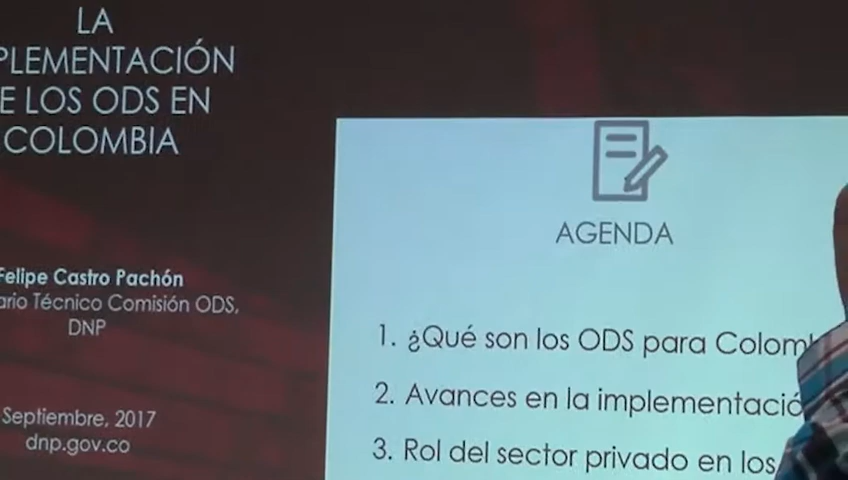 LA
PLEMENTACIÓN
E LOS ODS EN
COLOMBIA
Felipe Castro Pachón
ario Técnico Comisión ODS,
DNP
Septiembre, 2017
dnp.gov.co
AGENDA
1. ¿Qué son los ODS para Colomb
2. Avances en la implementació
3. Rol del sector privado en los